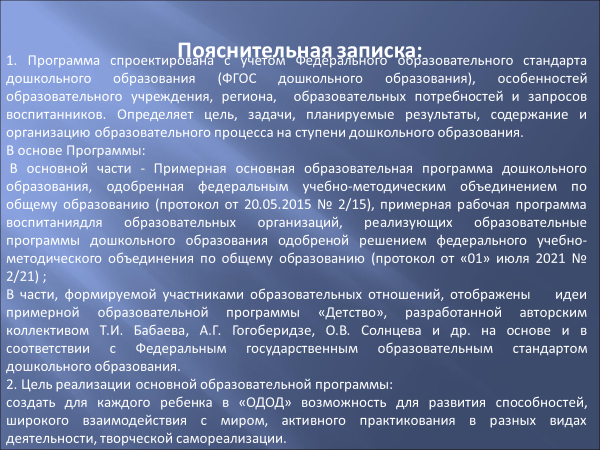 Пояснительная записка:
1. Программа спроектирована с учетом Федерального образовательного стандарта
дошкольного образования (ФГОС дошкольного образования), особенностей
образовательного учреждения, региона, образовательных потребностей и запросов
воспитанников. Определяет цель, задачи, планируемые результаты, содержание и
организацию образовательного процесса на ступени дошкольного образования.
В основе Программы:
В основной части - Примерная основная образовательная программа дошкольного
образования, одобренная федеральным учебно-методическим объединением по
общему образованию (протокол от 20.05.2015 № 2/15), примерная рабочая программа
воспитаниядля образовательных организаций, реализующих образовательные
программы дошкольного образования одобреной решением федерального учебно-
методического объединения по общему образованию (протокол от «01» июля 2021 №
2/21) ;
В части, формируемой участниками образовательных отношений, отображены идеи
примерной образовательной программы «Детство», разработанной авторским
коллективом Т.И. Бабаева, А.Г. Гогоберидзе, О.В. Солнцева и др. на основе и в
соответствии с Федеральным государственным образовательным стандартом
дошкольного образования.
2. Цель реализации основной образовательной программы:
создать для каждого ребенка в «ОДОД» возможность для развития способностей,
широкого взаимодействия с миром, активного практикования в разных видах
деятельности, творческой самореализации.